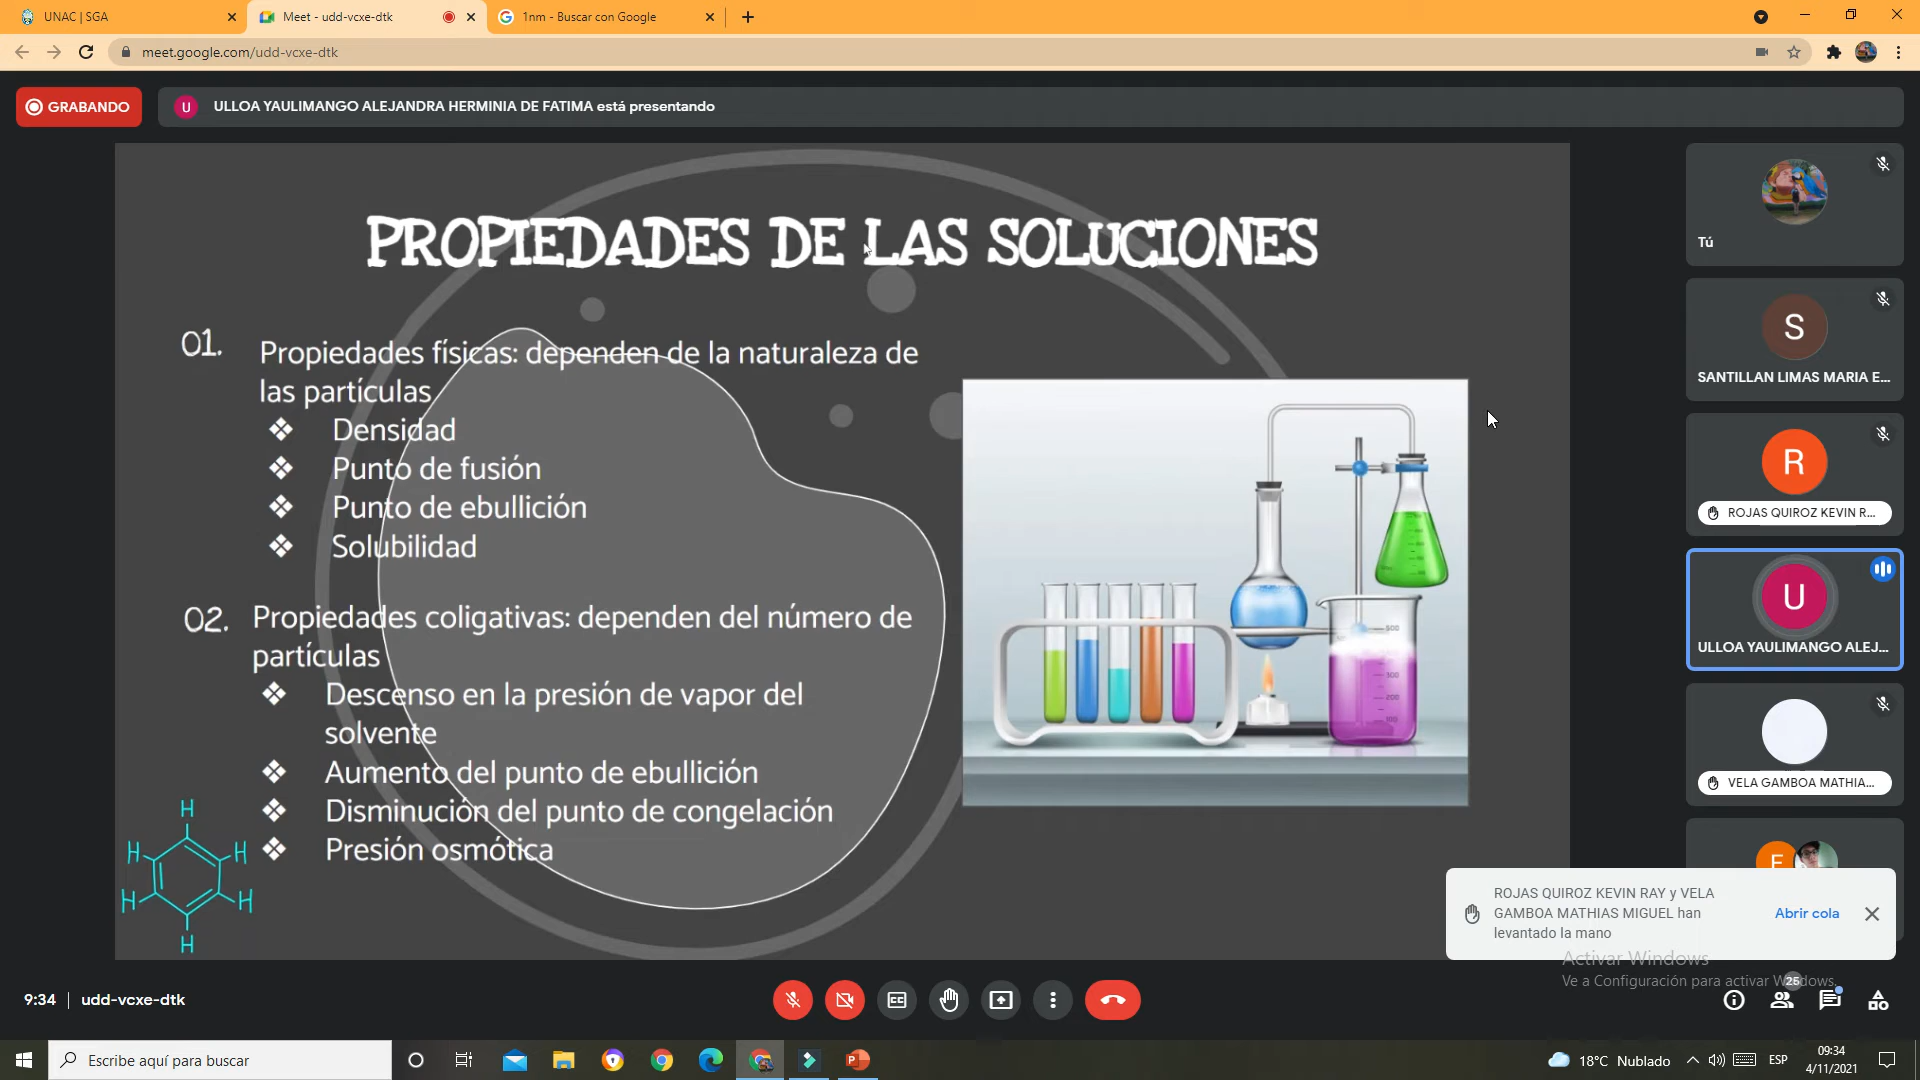 UNAC | SGA
Meet - udd-vcxe-dtk
1nm - Buscar con Google
meet.google.com/udd-vcxe-dtk
GRABANDO
U
ULLOA YAULIMANGO ALEJANDRA HERMINIA DE FATIMA está presentando
PROPIEDADES DE LAS SOLUCIONES
01.
Propiedades físicas: dependen de la naturaleza de
las partículas
❖ Densidad
❖ Punto de fusión
❖ Punto de ebullición
❖ Solubilidad
02.
Propiedades coligativas: dependen del número de
partículas
❖ Descenso en la presión de vapor del
solvente
❖ Aumento del punto de ebullición
❖ Disminución del punto de congelación
❖ Presión osmótica
H
H H
H H
H
Tú
S
SANTILLAN LIMAS MARIA E...
R
ROJAS QUIROZ KEVIN R...
U
ULLOA YAULIMANGO ALEJ...
VELA GAMBOA MATHIA...
ROJAS QUIROZ KEVIN RAY y VELA
GAMBOA MATHIAS MIGUEL han
levantado la mano
Abrir cola
Activar Windows
Ve a Configuración para activar Windows.
9:34 | udd-vcxe-dtk
25
Escribe aquí para buscar
18°C Nublado
ESP
09:34
4/11/2021